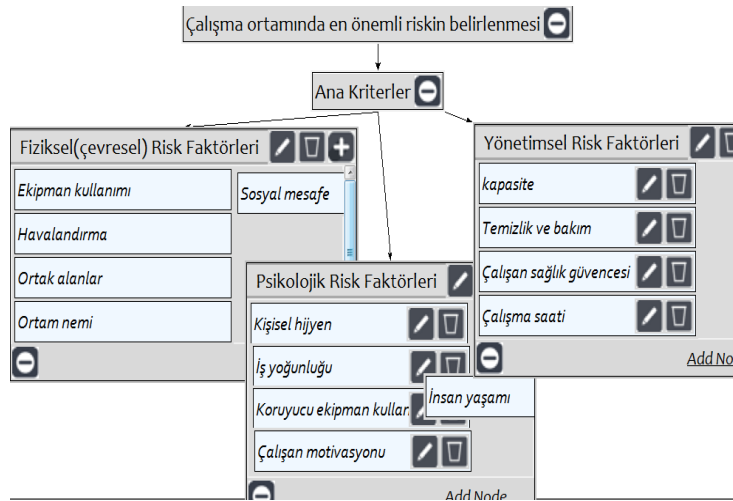 Çalışma ortamında en önemli riskin belirlenmesi
Ana Kriterler
Fiziksel(çevresel) Risk Faktörleri
Ekipman kullanımı
Sosyal mesafe
Havalandırma
Ortak alanlar
Ortam nemi
Psikolojik Risk Faktörleri
Kişisel hijyen
İş yoğunluğu
İnsan yaşamı
Koruyucu ekipman kullan
Çalışan motivasyonu
Add Node
Yönetimsel Risk Faktörleri
kapasite
Temizlik ve bakım
Çalışan sağlık güvencesi
Çalışma saati
Add No